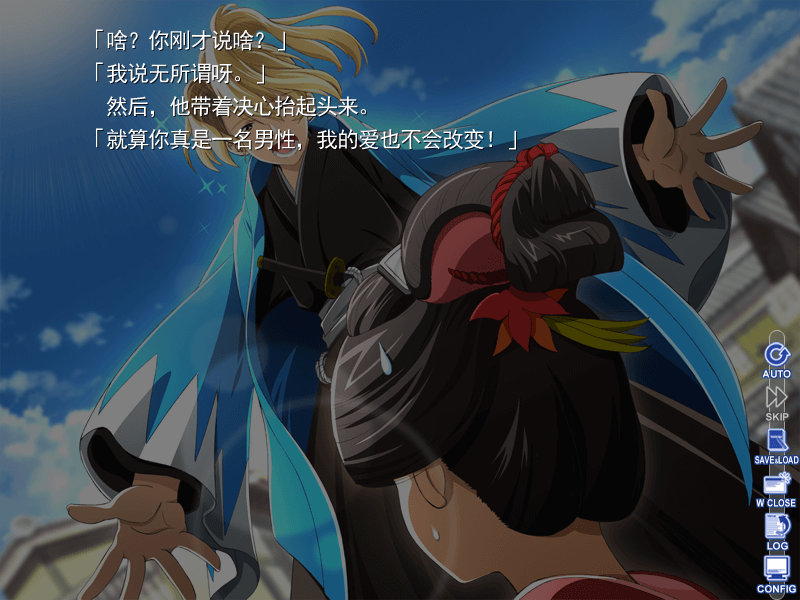 「啥？你刚才说啥？」
「我说无所谓呀。」
然后，他带着决心抬起头来。
「就算你真是一名男性，我的爱也不会改变！」
AUTO
SKIP
SAVE&LOAD
W CLOSE
LOG
CONFIG